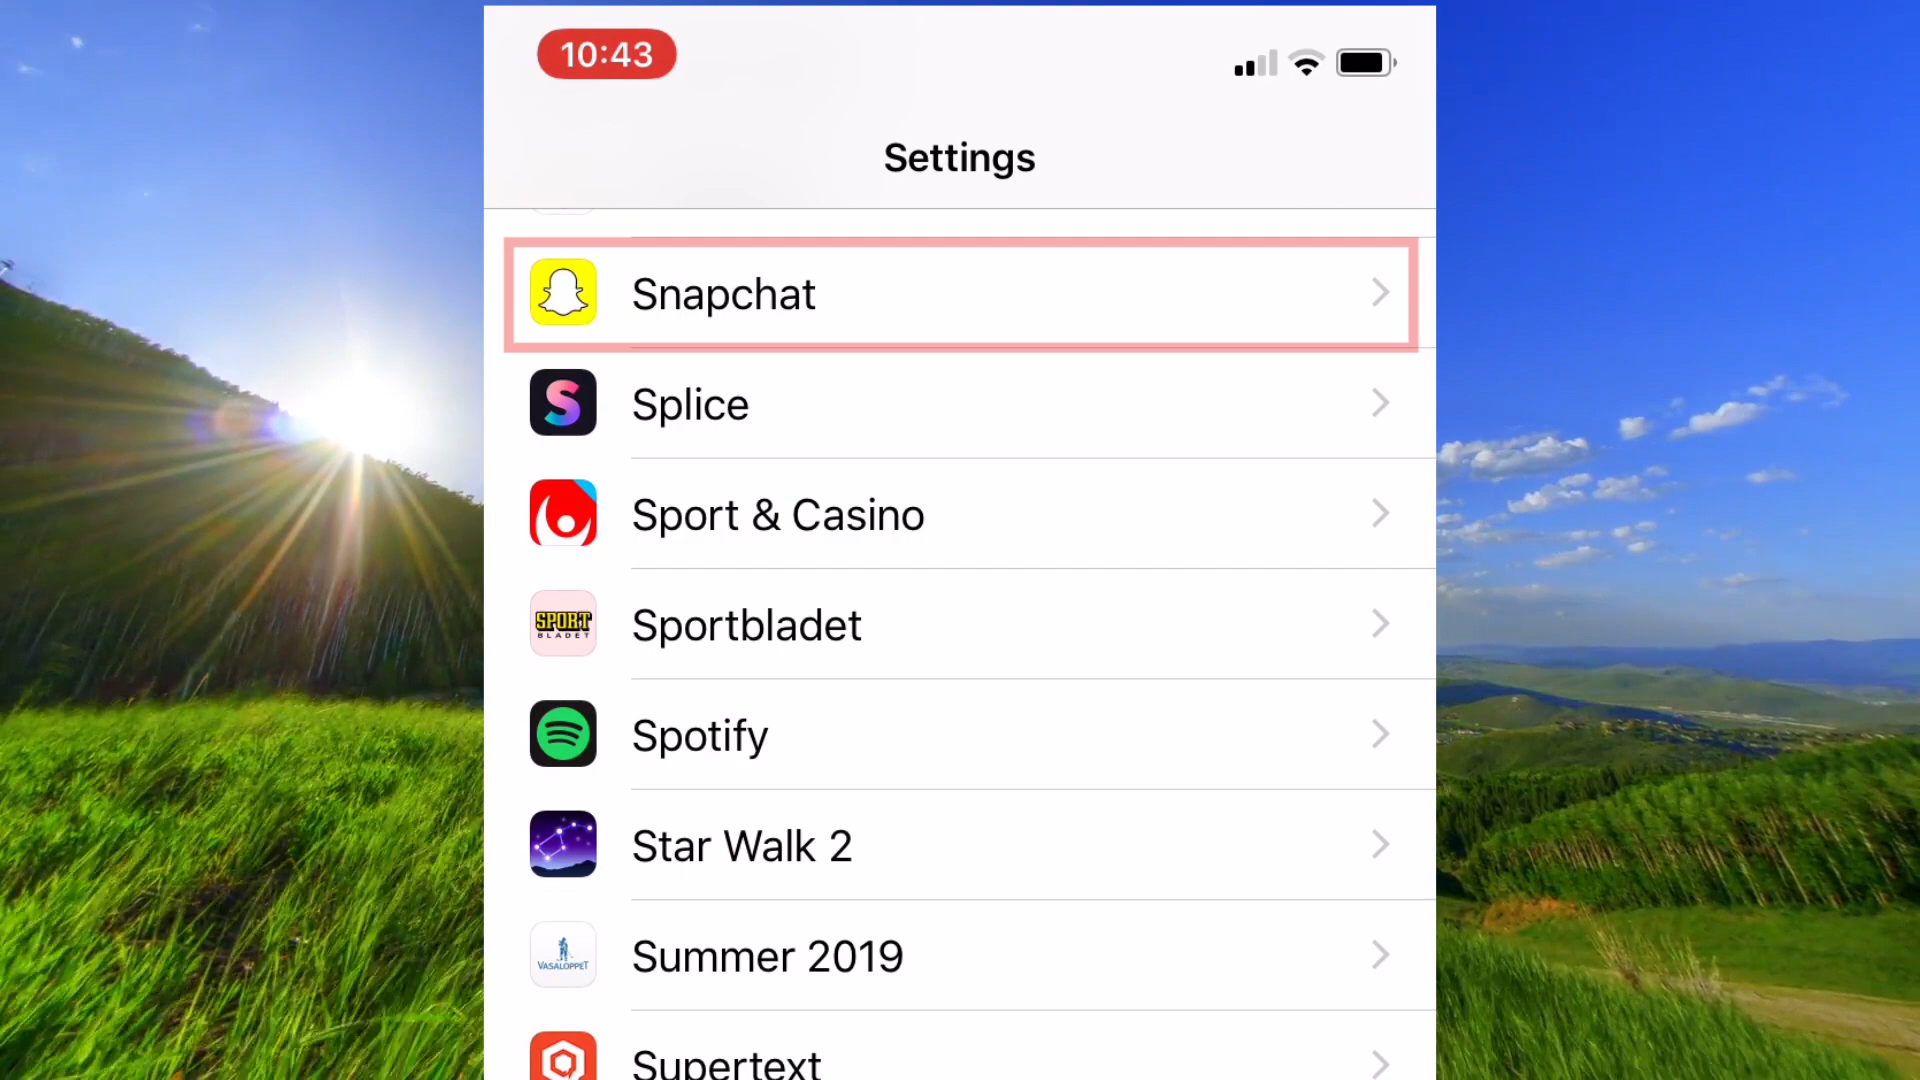 10:43
Settings
Snapchat
Splice
Sport & Casino
SPORT
BLADET
Sportbladet
Spotify
Star Walk 2
VASALOPPET
Summer 2019
Supertext